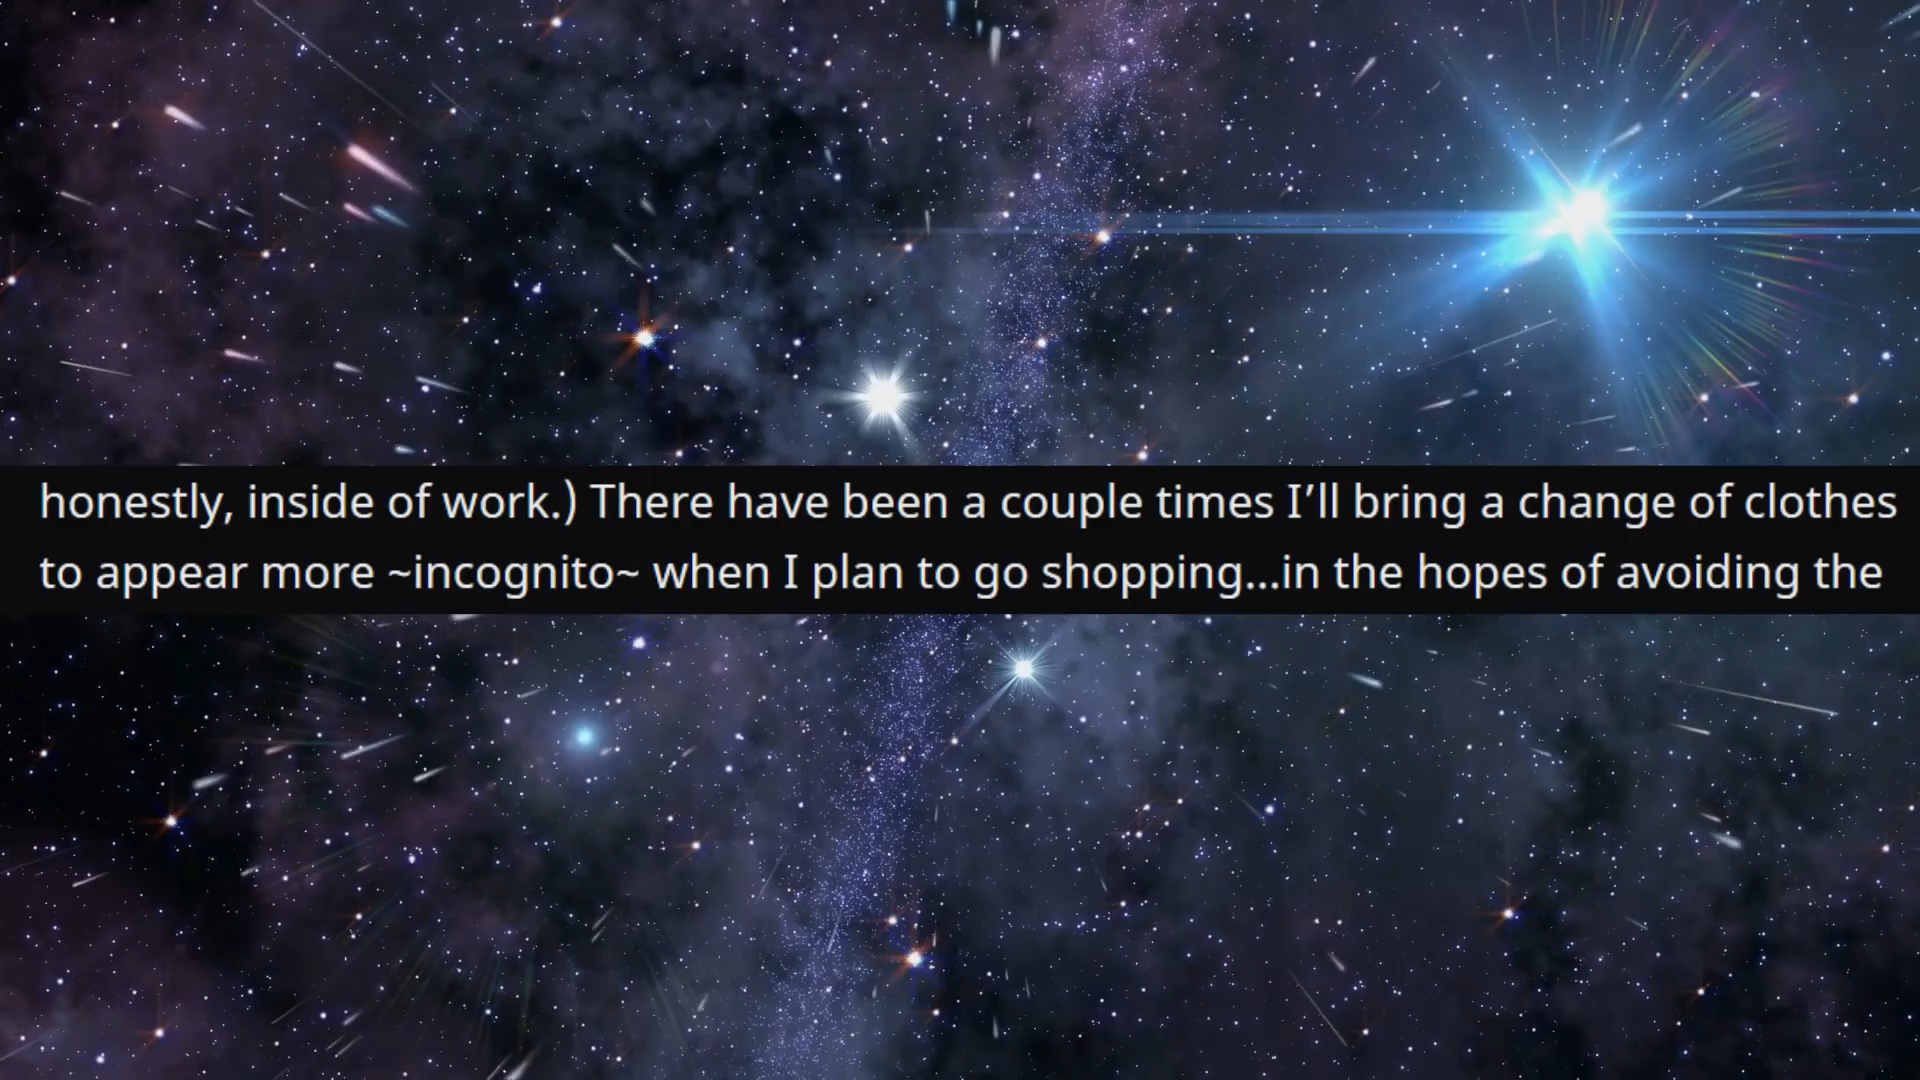 honestly, inside of work.) There have been a couple times I’ll bring a change of clothes
to appear more ~incognito~ when I plan to go shopping...in the hopes of avoiding the